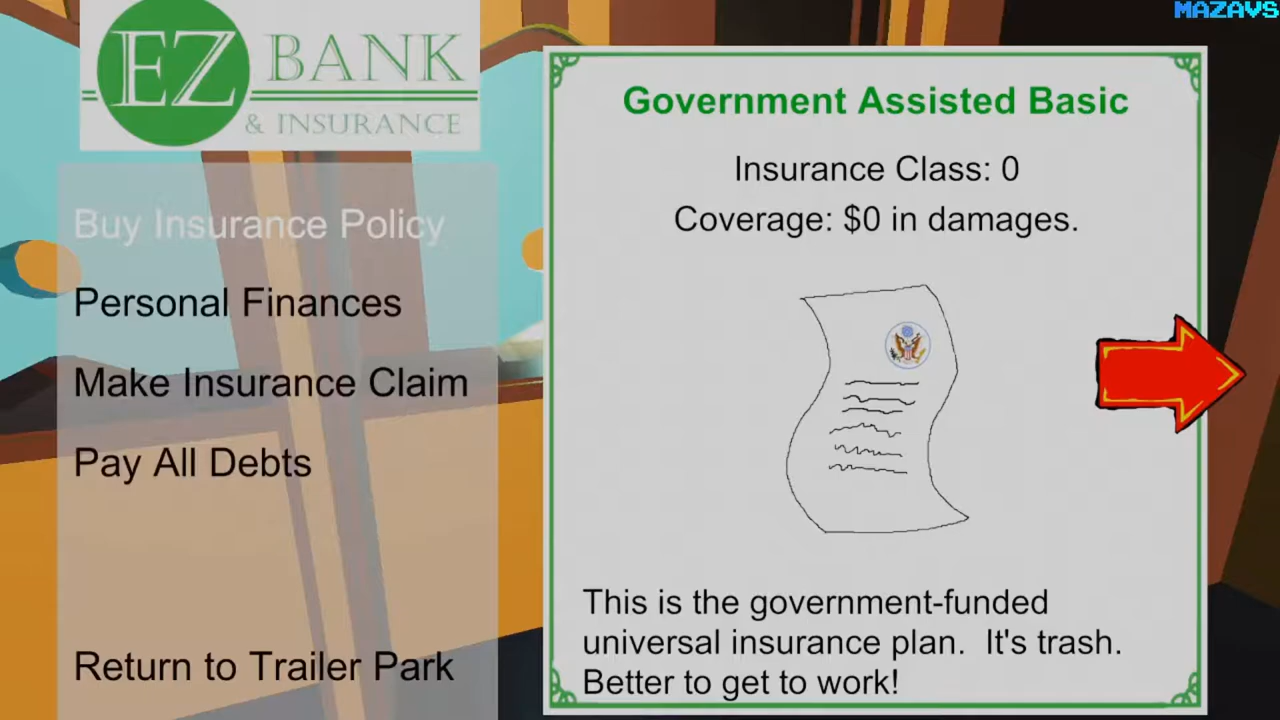 MAZAVS
EZ BANK
& INSURANCE
Buy Insurance Policy
Personal Finances
Make Insurance Claim
Pay All Debts
Return to Trailer Park
Government Assisted Basic
Insurance Class: 0
Coverage: $0 in damages.
This is the government-funded
universal insurance plan.  It's trash.
Better to get to work!